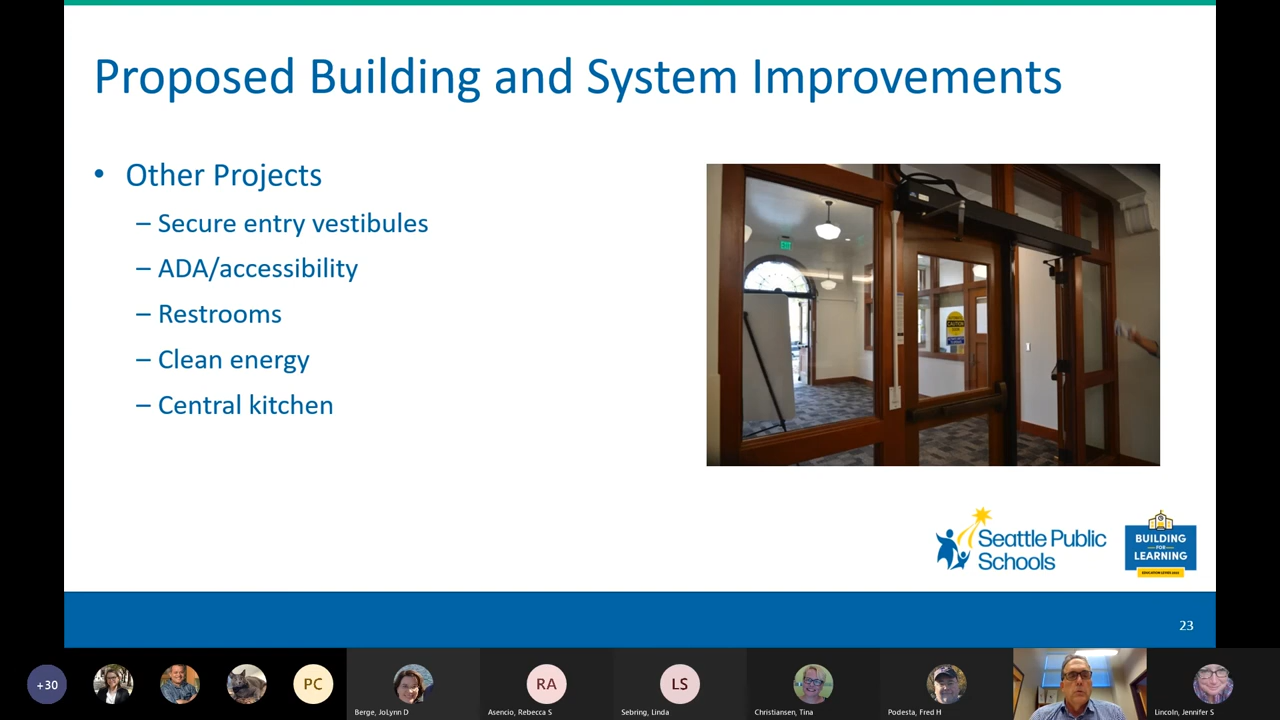 Proposed Building and System Improvements
• Other Projects
– Secure entry vestibules
– ADA/accessibility
– Restrooms
– Clean energy
– Central kitchen
CAUTION
Seattle Public
Schools
BUILDING
FOR
LEARNING
23
+30
PC
RA
LS
Berge, JoLynn D
Asencio, Rebecca S
Sebring, Linda
Christiansen, Tina
Podesta, Fred H
Lincoln, Jennifer S